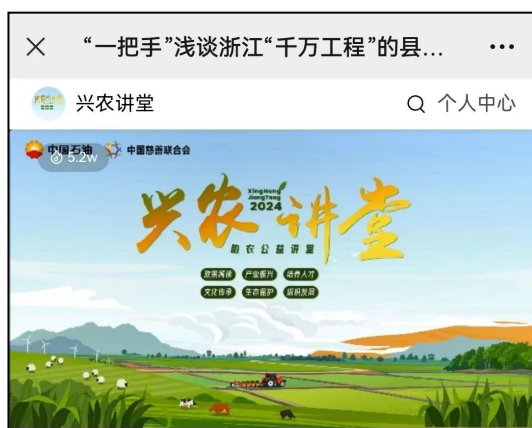 “一把手”浅谈浙江“千万工程”的县...
兴农讲堂
个人中心
中国石油 中国慈善联合会
5.2w
兴农讲堂
XingNong
JiangTang
2024
助农公益讲堂
政策阐读 产业振兴 培养人才
文化传承 生态保护 组织发展